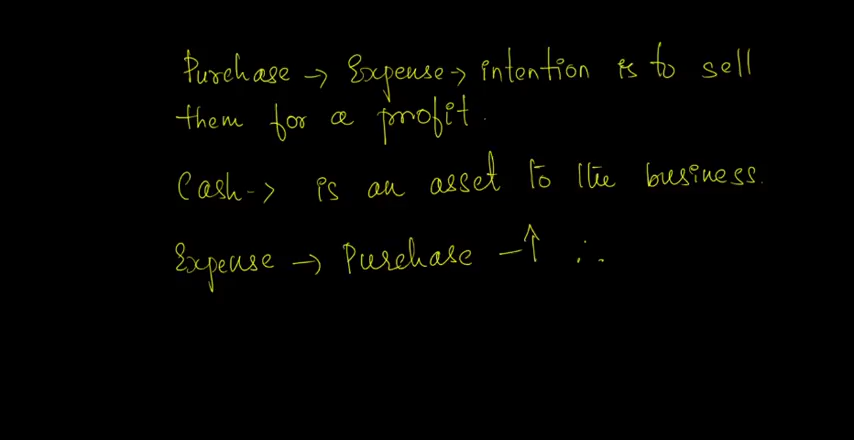 Purchase → Expense → intention is to sell
them for a profit.
Cash → is an asset to the business.
Expense → Purchase - ↑ ∴